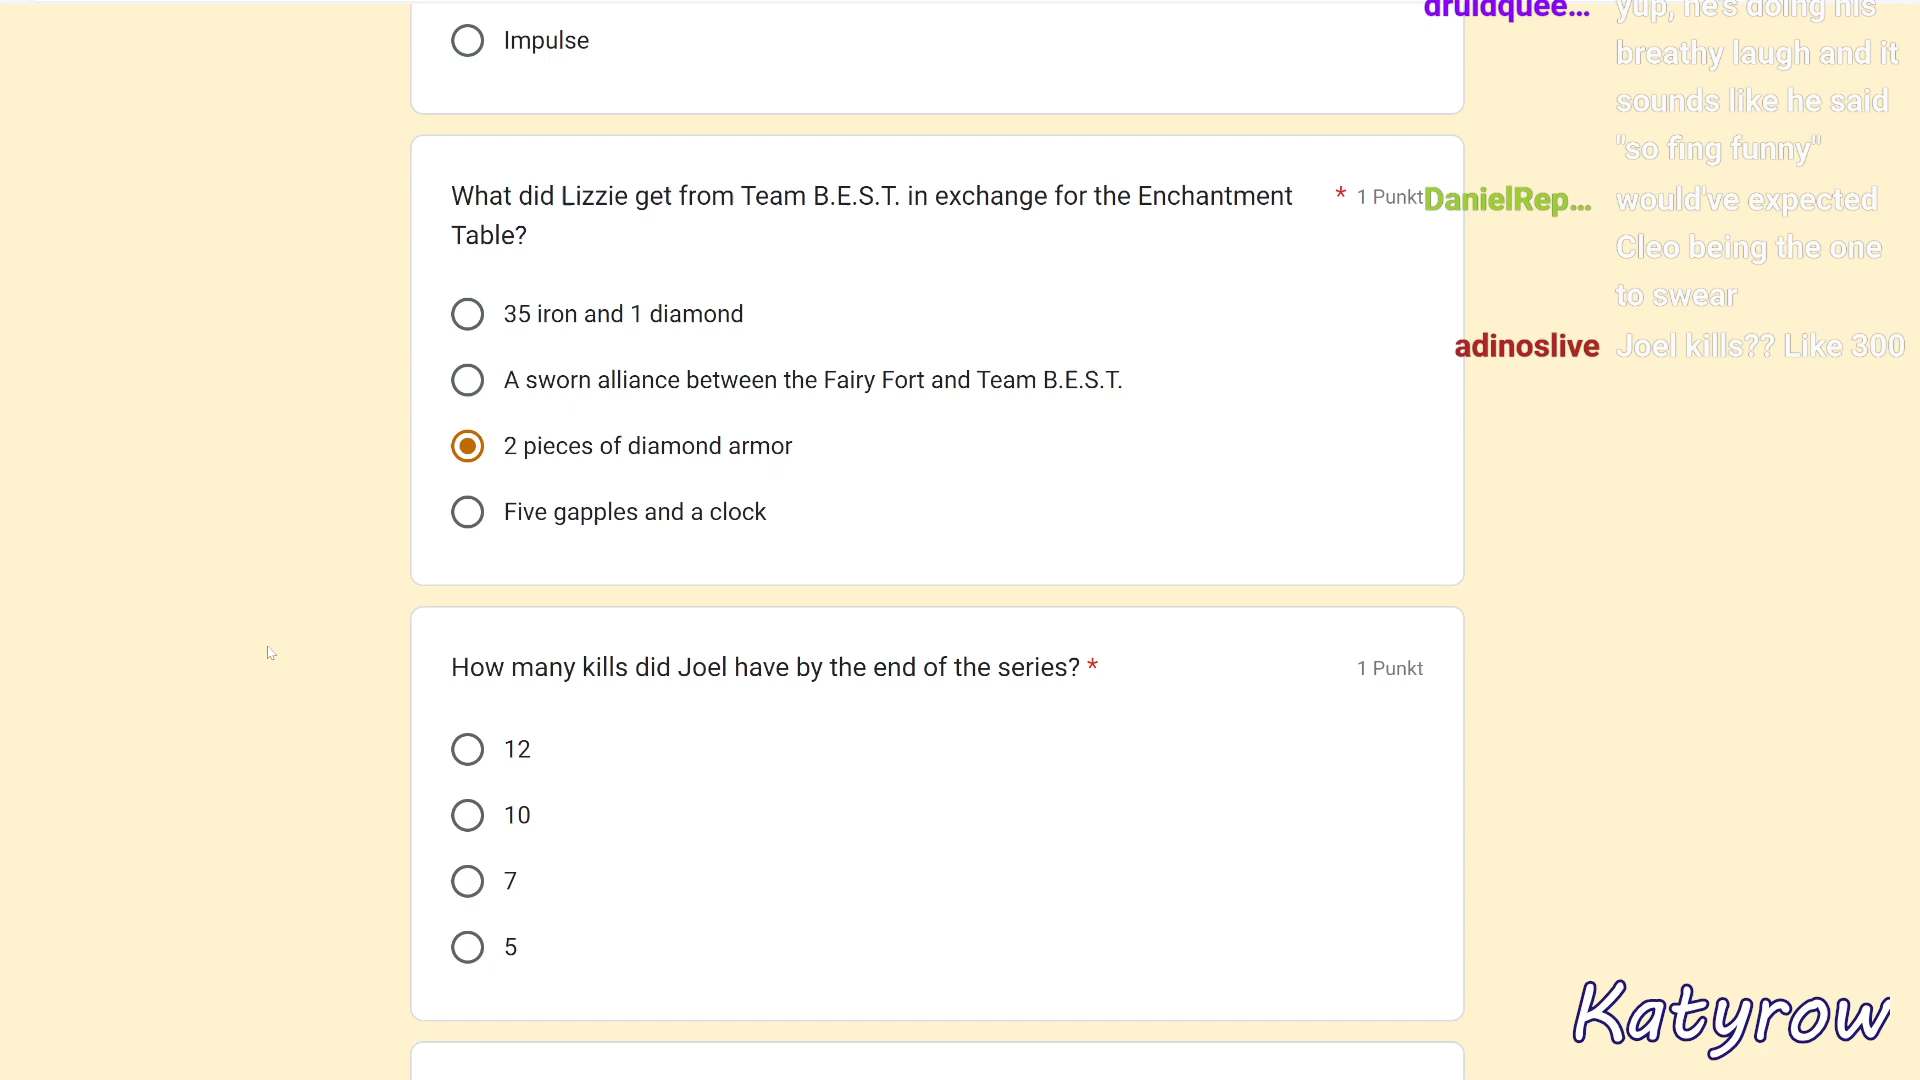 Impulse
What did Lizzie get from Team B.E.S.T. in exchange for the Enchantment * 1 Punkt
Table?
35 iron and 1 diamond
A sworn alliance between the Fairy Fort and Team B.E.S.T.
2 pieces of diamond armor
Five gapples and a clock
How many kills did Joel have by the end of the series? * 1 Punkt
12
10
7
5
druidquee... yup, he's doing his
breathy laugh and it
sounds like he said
"so fing funny"
DanielRep... would've expected
Cleo being the one
to swear
adinoslive Joel kills?? Like 300
Katyrow